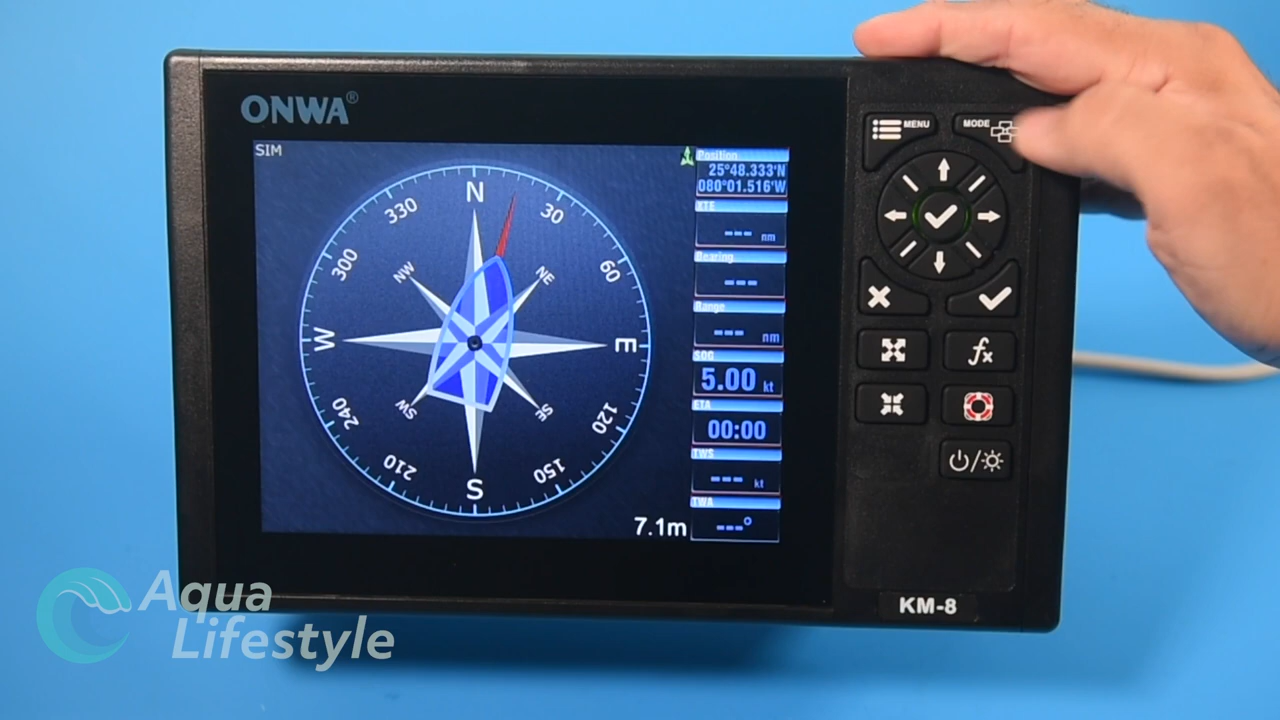 ONWA®
SIM
N
30
60
E
120
150
S
210
240
W
300
330
NE
SE
SW
NW
7.1m
Position
25°48.333'N
080°01.516'W
XTE
--- nm
Bearing
---
Range
--- nm
SOG
5.00 kt
ETA
00:00
TWS
--- kt
TWA
---°
MENU
MODE
fx
KM-8
Aqua
Lifestyle